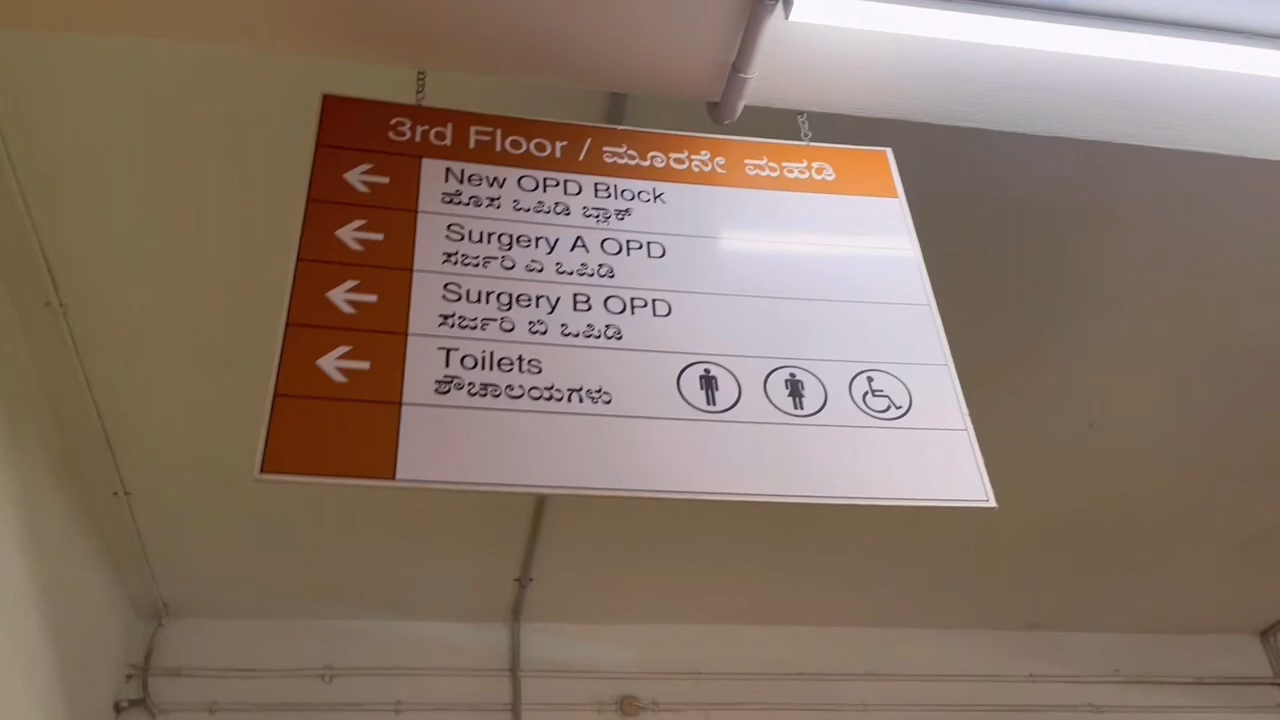 3rd Floor / ಮೂರನೇ ಮಹಡಿ
New OPD Block
ಹೊಸ ಒಪಿಡಿ ಬ್ಲಾಕ್
Surgery A OPD
ಸರ್ಜರಿ ಎ ಒಪಿಡಿ
Surgery B OPD
ಸರ್ಜರಿ ಬಿ ಒಪಿಡಿ
Toilets
ಶೌಚಾಲಯಗಳು